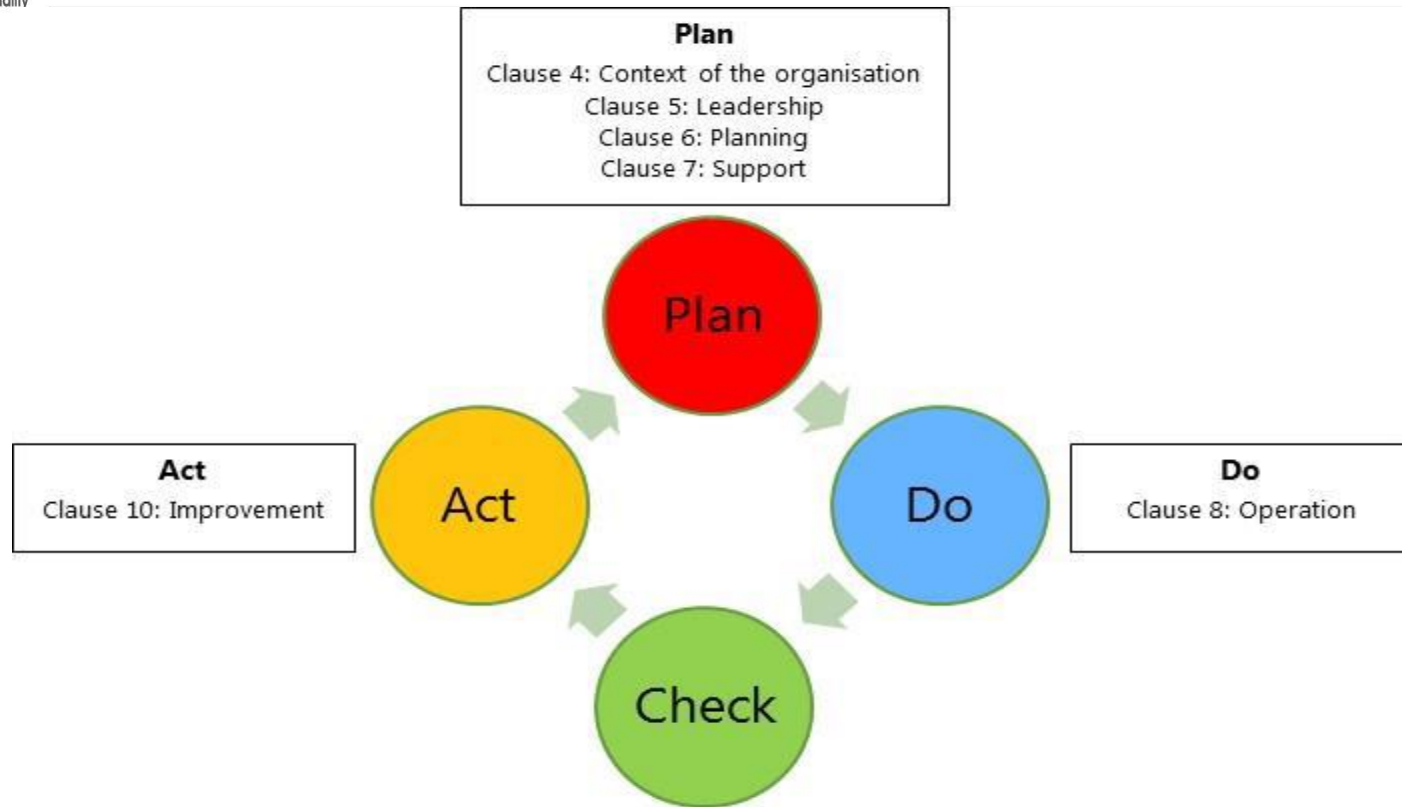 Plan
Clause 4: Context of the organisation
Clause 5: Leadership
Clause 6: Planning
Clause 7: Support
Plan
Act
Clause 10: Improvement
Act
Do
Do
Clause 8: Operation
Check